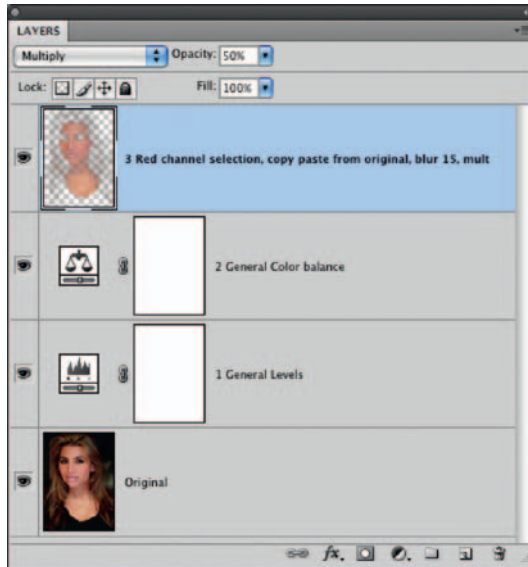 LAYERS
Multiply Opacity: 50%
Lock: Fill: 100%
3 Red channel selection, copy paste from original, blur 15, mult
2 General Color balance
1 General Levels
Original
fx.